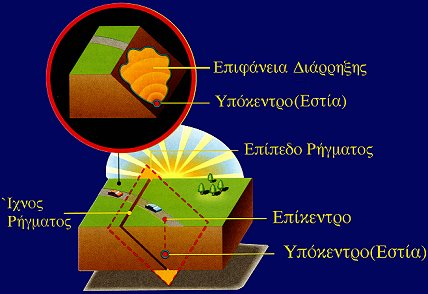 Επιφάνεια Διάρρηξης
Υπόκεντρο(Εστία)
Επίπεδο Ρήγματος
`Ιχνος
Ρήγματος
Επίκεντρο
Υπόκεντρο(Εστία)